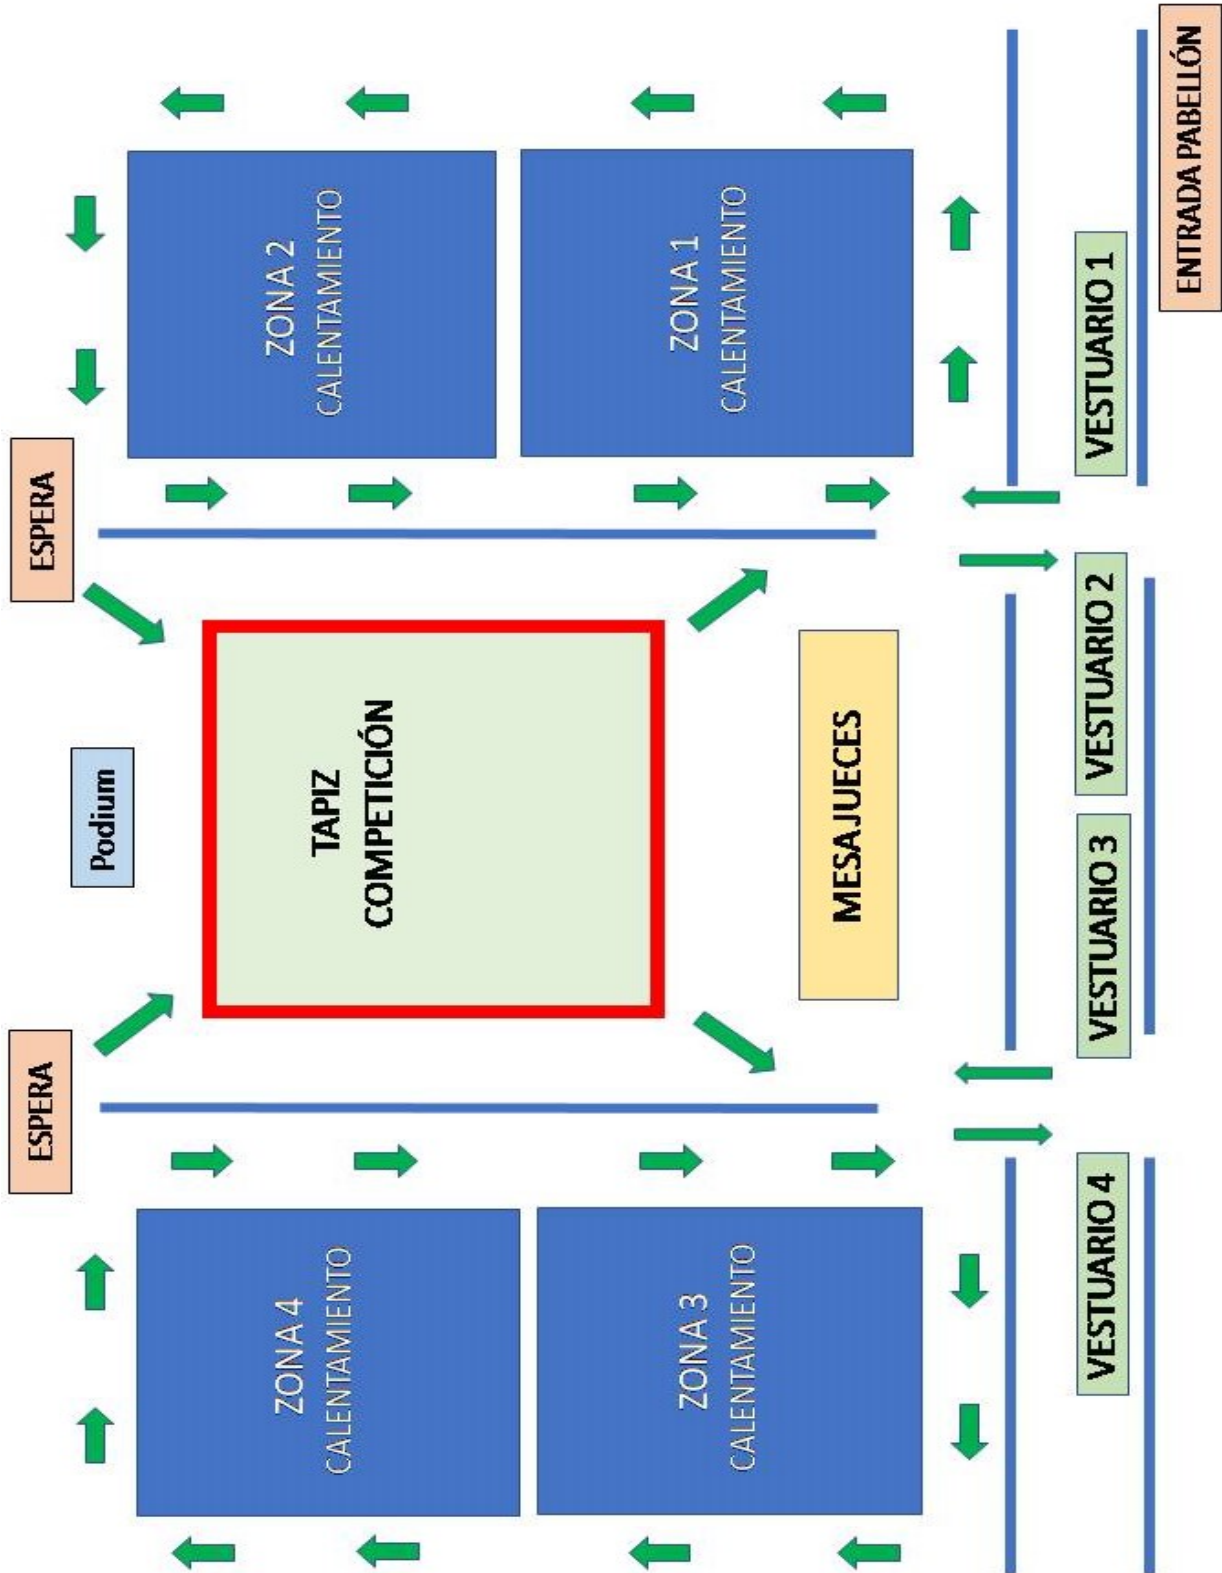 ESPERA
ESPERA
Podium
ZONA 4
CALENTAMIENTO
TAPIZ
COMPETICIÓN
ZONA 2
CALENTAMIENTO
ZONA 3
CALENTAMIENTO
ZONA 1
CALENTAMIENTO
MESA JUECES
VESTUARIO 4
VESTUARIO 3
VESTUARIO 2
VESTUARIO 1
ENTRADA PABELLÓN